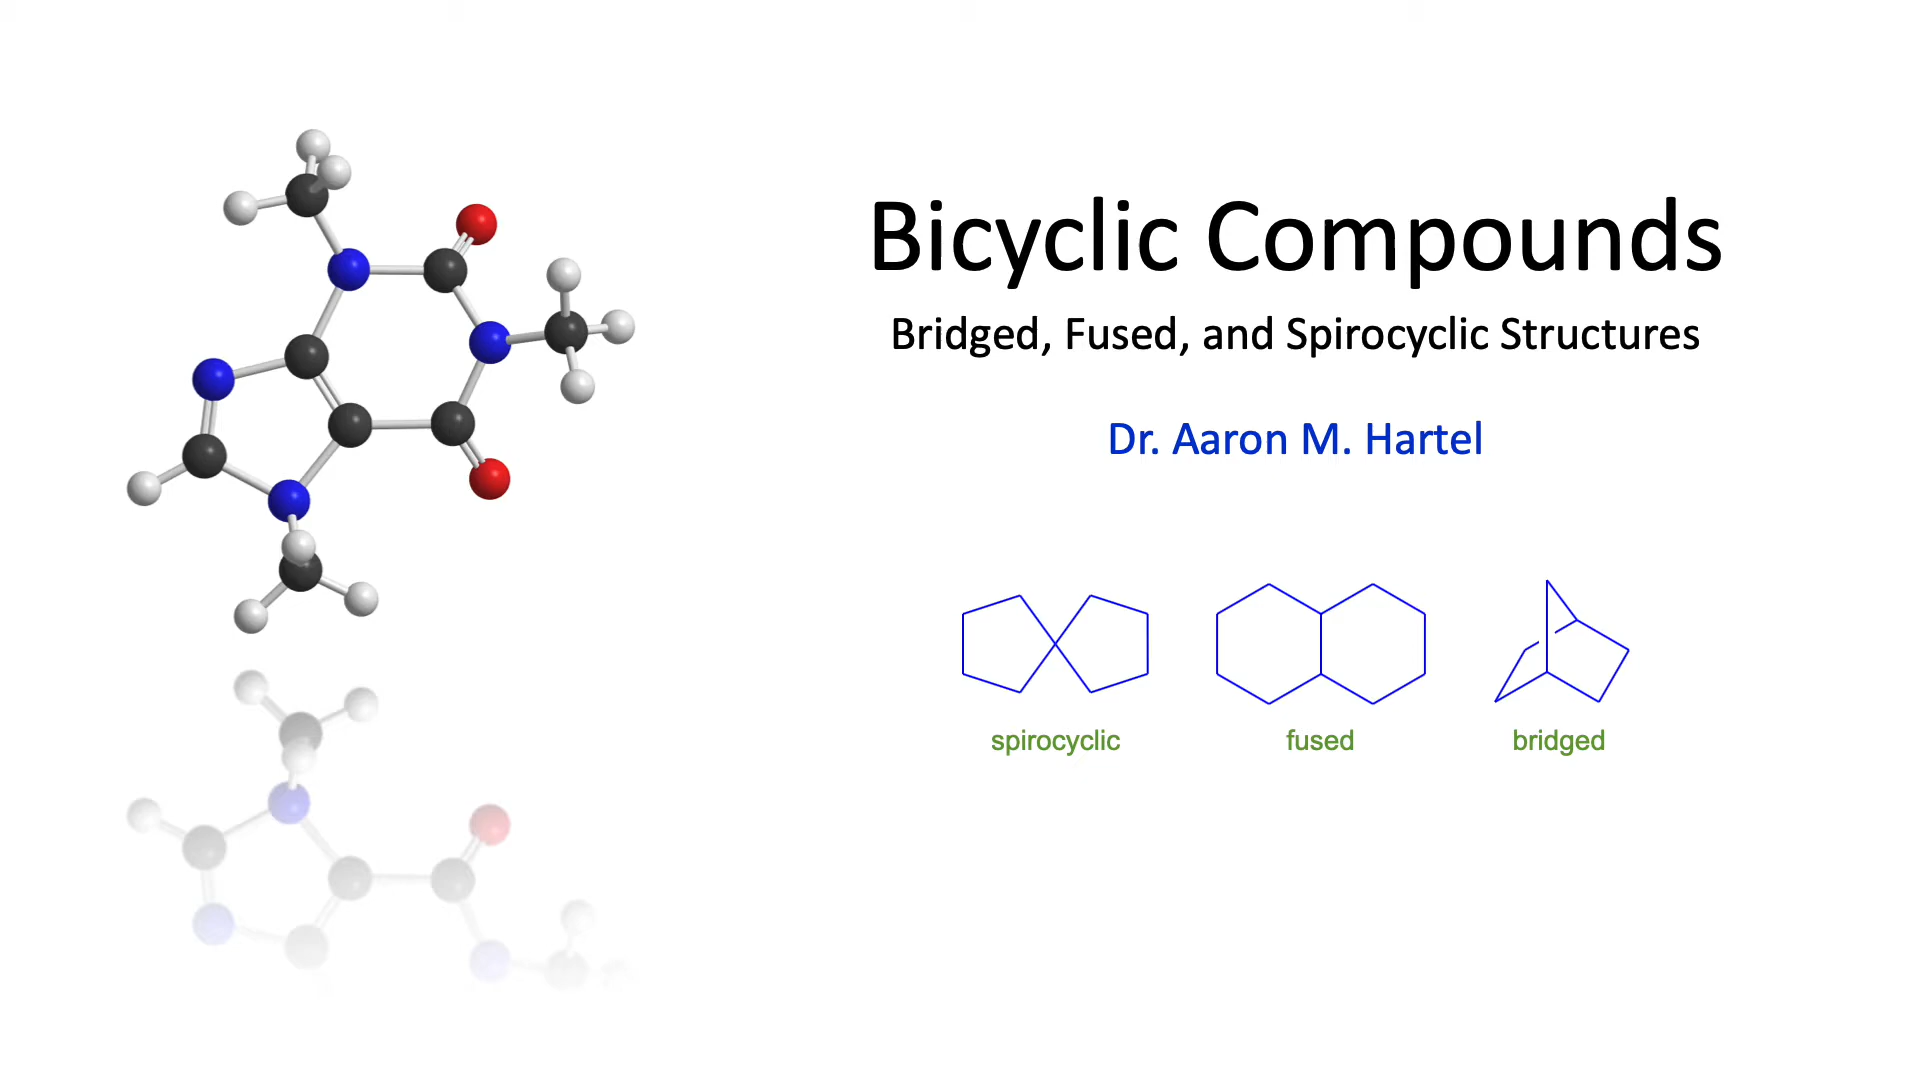 Bicyclic Compounds
Bridged, Fused, and Spirocyclic Structures
Dr. Aaron M. Hartel
spirocyclic
fused
bridged